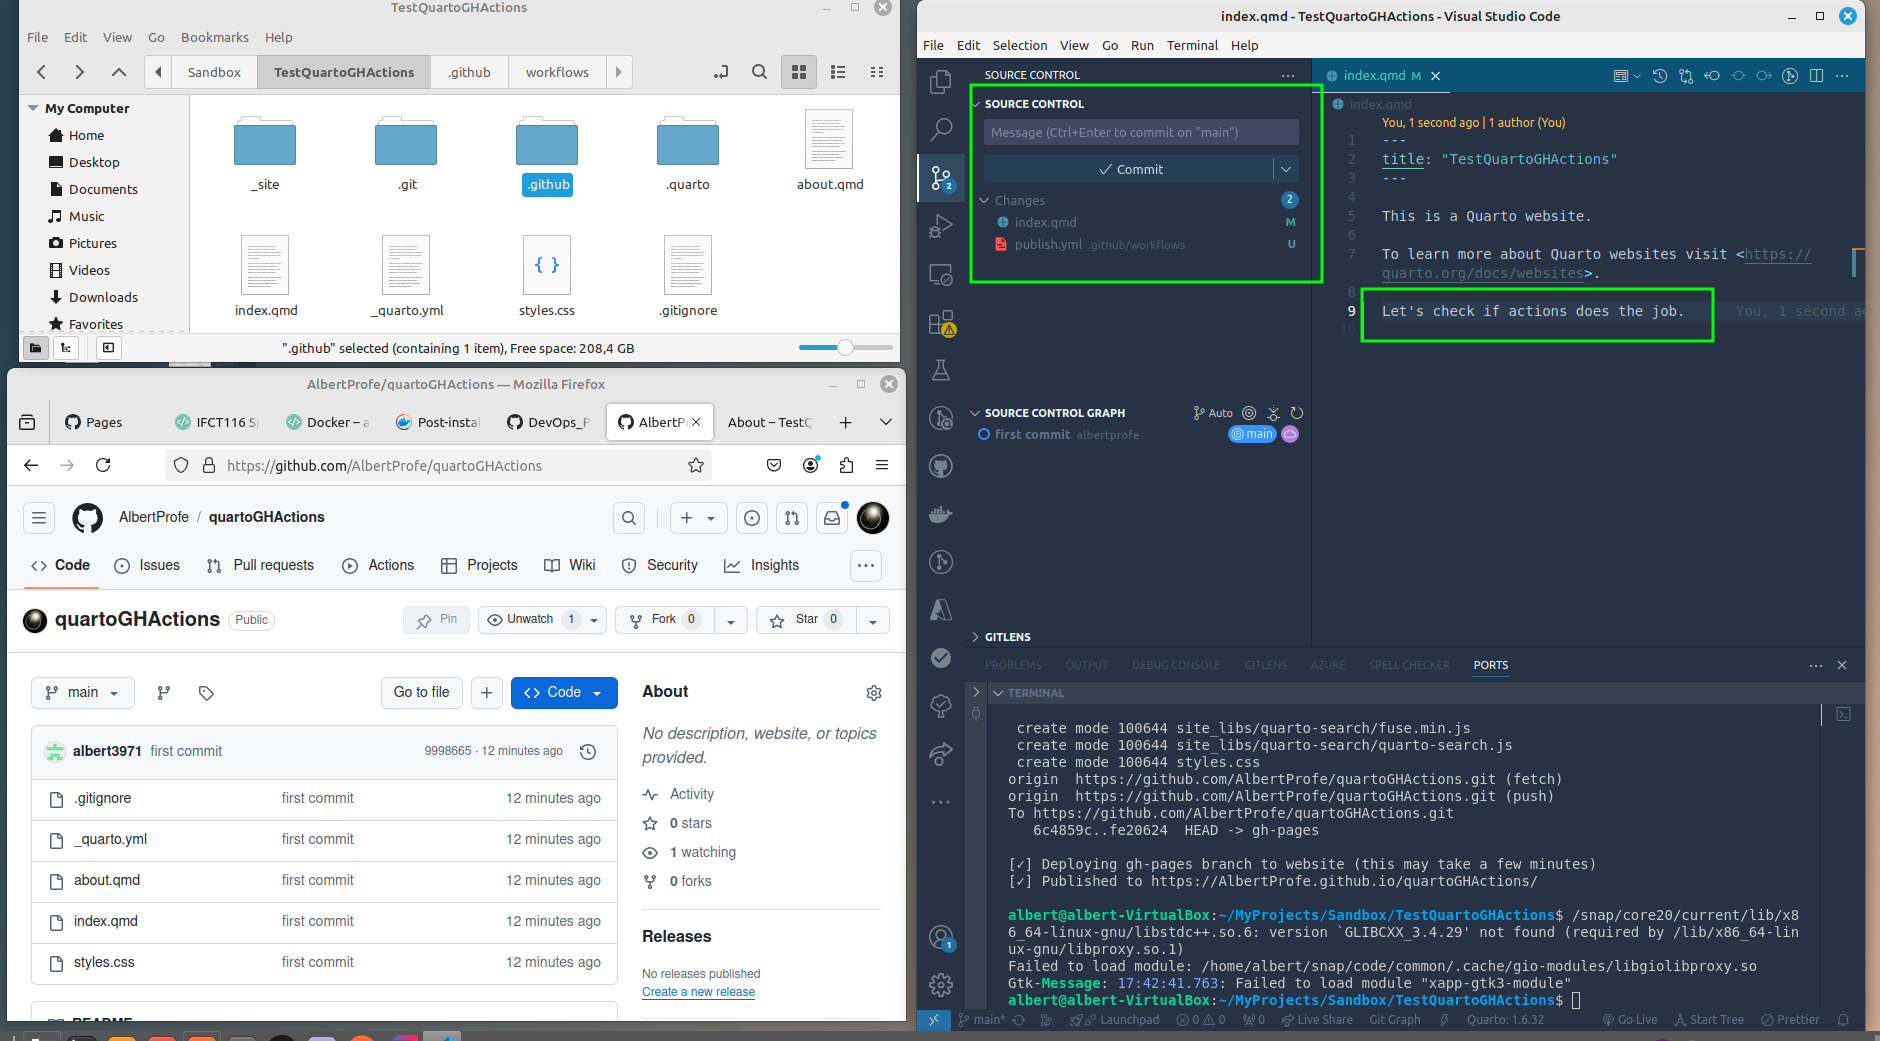 TestQuartoGHActions
File Edit View Go Bookmarks Help
Sandbox TestQuartoGHActions .github workflows
My Computer
Home
Desktop
Documents
Music
Pictures
Videos
Downloads
Favorites
_site .git .github .quarto about.qmd
index.qmd _quarto.yml styles.css .gitignore
".github" selected (containing 1 item), Free space: 208,4 GB
AlbertProfe/quartoGHActions — Mozilla Firefox
Pages IFCT116 S Docker – a Post-instal DevOps_P AlbertPr About – TestQ
https://github.com/AlbertProfe/quartoGHActions
AlbertProfe / quartoGHActions
Code Issues Pull requests Actions Projects Wiki Security Insights
quartoGHActions Public Pin Unwatch 1 Fork 0 Star 0
main Go to file + Code
albert3971 first commit 9998665 · 12 minutes ago
.gitignore first commit 12 minutes ago
_quarto.yml first commit 12 minutes ago
about.qmd first commit 12 minutes ago
index.qmd first commit 12 minutes ago
styles.css first commit 12 minutes ago
README
About
No description, website, or topics
provided.
Activity
0 stars
1 watching
0 forks
Releases
No releases published
Create a new release
index.qmd - TestQuartoGHActions - Visual Studio Code
File Edit Selection View Go Run Terminal Help
SOURCE CONTROL
SOURCE CONTROL
Message (Ctrl+Enter to commit on "main")
Commit
Changes 2
index.qmd M
publish.yml .github/workflows U
SOURCE CONTROL GRAPH Auto
first commit albertprofe main
GITLENS
index.qmd M
index.qmd
You, 1 second ago | 1 author (You)
1 ---
2 title: "TestQuartoGHActions"
3 ---
4
5 This is a Quarto website.
6
7 To learn more about Quarto websites visit <https://
quarto.org/docs/websites>.
8
9 Let's check if actions does the job. You, 1 second ag
10
PROBLEMS OUTPUT DEBUG CONSOLE GITLENS AZURE SPELL CHECKER PORTS
TERMINAL
create mode 100644 site_libs/quarto-search/fuse.min.js
create mode 100644 site_libs/quarto-search/quarto-search.js
create mode 100644 styles.css
origin https://github.com/AlbertProfe/quartoGHActions.git (fetch)
origin https://github.com/AlbertProfe/quartoGHActions.git (push)
To https://github.com/AlbertProfe/quartoGHActions.git
6c4859c..fe20624 HEAD -> gh-pages
[✓] Deploying gh-pages branch to website (this may take a few minutes)
[✓] Published to https://AlbertProfe.github.io/quartoGHActions/
albert@albert-VirtualBox:~/MyProjects/Sandbox/TestQuartoGHActions$ /snap/core20/current/lib/x8
6_64-linux-gnu/libstdc++.so.6: version `GLIBCXX_3.4.29' not found (required by /lib/x86_64-lin
ux-gnu/libproxy.so.1)
Failed to load module: /home/albert/snap/code/common/.cache/gio-modules/libgiolibproxy.so
Gtk-Message: 17:42:41.763: Failed to load module "xapp-gtk3-module"
albert@albert-VirtualBox:~/MyProjects/Sandbox/TestQuartoGHActions$
main* Launchpad 0 0 0 Live Share Git Graph Quarto: 1.6.32 Go Live Start Tree Prettier
2
1